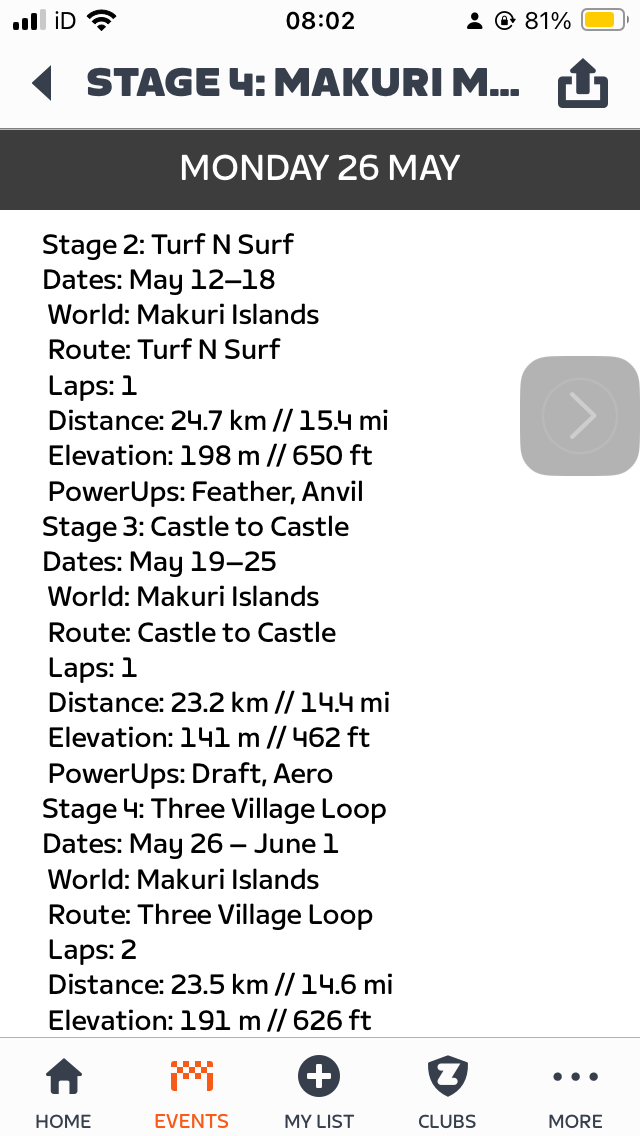 iD 08:02 81%
STAGE 4: MAKURI M...
MONDAY 26 MAY
Stage 2: Turf N Surf
Dates: May 12–18
World: Makuri Islands
Route: Turf N Surf
Laps: 1
Distance: 24.7 km // 15.4 mi
Elevation: 198 m // 650 ft
PowerUps: Feather, Anvil
Stage 3: Castle to Castle
Dates: May 19–25
World: Makuri Islands
Route: Castle to Castle
Laps: 1
Distance: 23.2 km // 14.4 mi
Elevation: 141 m // 462 ft
PowerUps: Draft, Aero
Stage 4: Three Village Loop
Dates: May 26 – June 1
World: Makuri Islands
Route: Three Village Loop
Laps: 2
Distance: 23.5 km // 14.6 mi
Elevation: 191 m // 626 ft
HOME EVENTS MY LIST CLUBS MORE